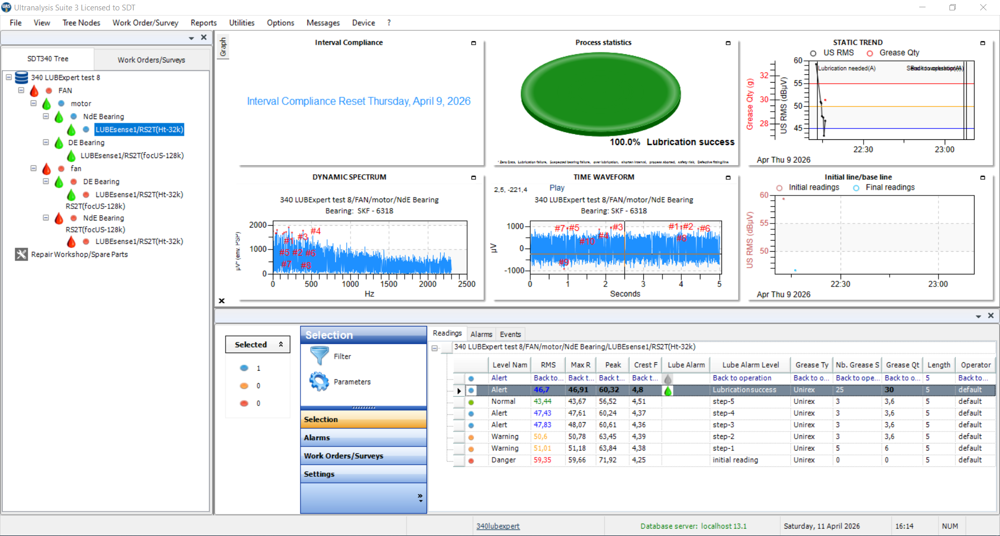 Ultranalysis Suite 3 Licensed to SDT
File View Tree Nodes Work Order/Survey Reports Utilities Options Messages Device ?
SDT340 Tree
Work Orders/Surveys
340 LUBExpert test 8
FAN
motor
NdE Bearing
LUBEsense1/RS2T(Ht-32k)
DE Bearing
LUBEsense1/RS2T(focUS-128k)
fan
DE Bearing
LUBEsense1/RS2T(Ht-32k)
RS2T(focUS-128k)
NdE Bearing
RS2T(focUS-128k)
LUBEsense1/RS2T(Ht-32k)
Repair Workshop/Spare Parts
Graph
Interval Compliance
Interval Compliance Reset Thursday, April 9, 2026
Process statistics
100.0% Lubrication success
* Zero Data, Lubrication failure, Suspected bearing failure, over lubrication, shorten interval, process aborted, safety risk, Defective fitting/line
STATIC TREND
US RMS Grease Qty
Grease Qty (g)
32
30
28
US RMS (dBµV)
60
55
50
45
Lubrication needed(A)
22:30 23:00
Apr Thu 9 2026
DYNAMIC SPECTRUM
340 LUBExpert test 8/FAN/motor/NdE Bearing
Bearing: SKF - 6318
µV* (env. PSP)
2000
1000
0
#4
#3
#1
#5 #2 #6
#7 #8
0 500 1000 1500 2000 2500
Hz
TIME WAVEFORM
2,5, -221,4 Play
340 LUBExpert test 8/FAN/motor/NdE Bearing
Bearing: SKF - 6318
µV
1000
0
-1000
#7 #5 #3 #1 #2 #6
#10 #4 #8
#9
0 1 2 3 4 5
Seconds
Initial line/base line
Initial readings Final readings
US RMS (dBµV)
60
55
50
22:30 23:00
Apr Thu 9 2026
Selected
1
0
0
Selection
Filter
Parameters
Selection
Alarms
Work Orders/Surveys
Settings
Readings Alarms Events
340 LUBExpert test 8/FAN/motor/NdE Bearing/LUBEsense1/RS2T(Ht-32k)
Level Nam RMS Max R Peak Crest F Lube Alarm Lube Alarm Level Grease Ty Nb. Grease S Grease Qt Length Operator
Alert Back to... Back t... Back t... Back t... Back to operation Back to o... Back to ope... Back to o... 5 Back to...
Alert 46,7 46,91 60,32 4,8 Lubrication success Unirex 25 30 5 default
Normal 43,44 43,67 56,52 4,51 step-5 Unirex 3 3,6 5 default
Alert 47,43 47,61 60,24 4,37 step-4 Unirex 3 3,6 5 default
Alert 47,83 48,07 60,61 4,36 step-3 Unirex 3 3,6 5 default
Warning 50,6 50,78 63,45 4,39 step-2 Unirex 3 3,6 5 default
Warning 51,01 51,18 63,84 4,38 step-1 Unirex 5 6 5 default
Danger 59,35 59,66 71,92 4,25 initial reading Unirex 0 0 5 default
340lubexpert
Database server: localhost 13.1
Saturday, 11 April 2026
16:14
NUM